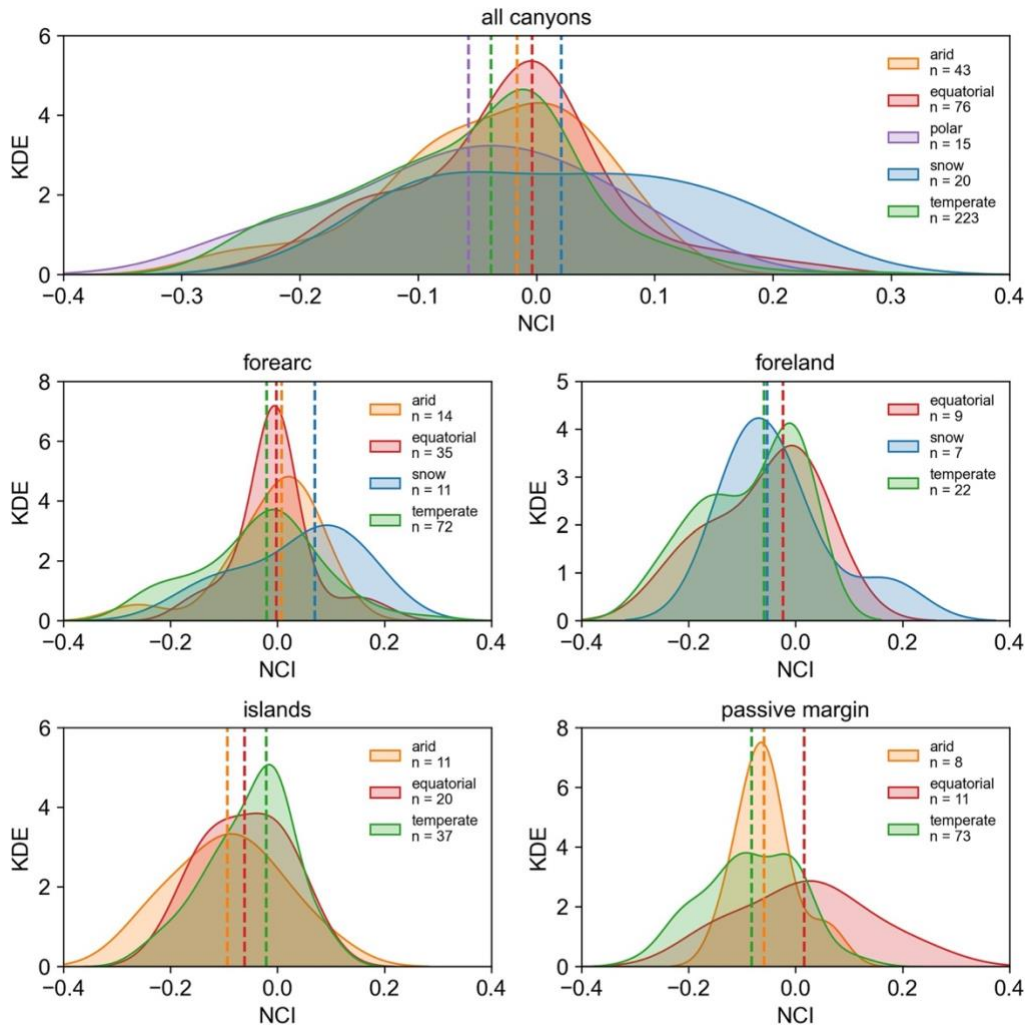 all canyons
6
4
2
0
KDE
arid
n = 43
equatorial
n = 76
polar
n = 15
snow
n = 20
temperate
n = 223
−0.4 −0.3 −0.2 −0.1 0.0 0.1 0.2 0.3 0.4
NCI
forearc
8
6
4
2
0
KDE
arid
n = 14
equatorial
n = 35
snow
n = 11
temperate
n = 72
−0.4 −0.2 0.0 0.2 0.4
NCI
foreland
5
4
3
2
1
0
KDE
equatorial
n = 9
snow
n = 7
temperate
n = 22
−0.4 −0.2 0.0 0.2 0.4
NCI
islands
6
4
2
0
KDE
arid
n = 11
equatorial
n = 20
temperate
n = 37
−0.4 −0.2 0.0 0.2 0.4
NCI
passive margin
8
6
4
2
0
KDE
arid
n = 8
equatorial
n = 11
temperate
n = 73
−0.4 −0.2 0.0 0.2 0.4
NCI